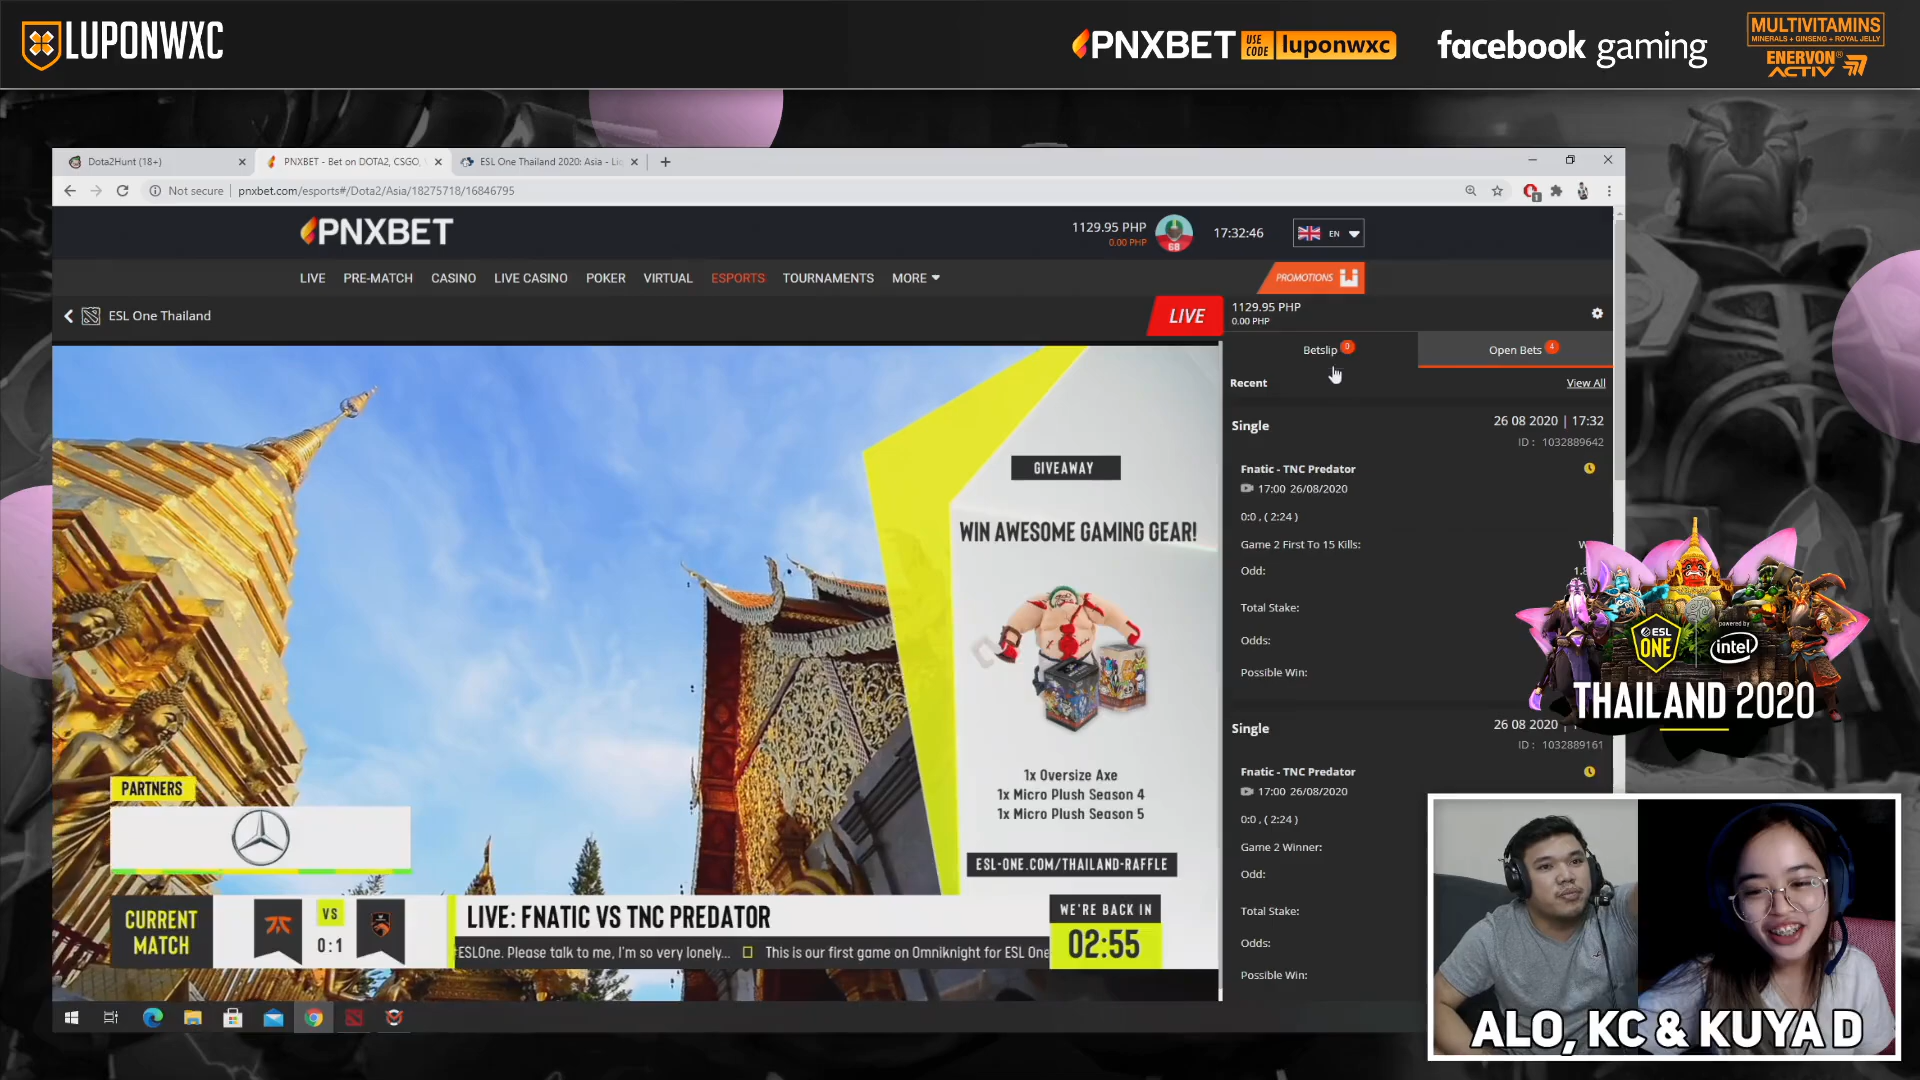 LUPONWXC
PNXBET USE CODE luponwxc
facebook gaming
MULTIVITAMINS
MINERALS + GINSENG + ROYAL JELLY
ENERVON®
ACTIV
Dota2Hunt (18+)
PNXBET - Bet on DOTA2, CSGO,
ESL One Thailand 2020: Asia - Liq
Not secure | pnxbet.com/esports#/Dota2/Asia/18275718/16846795
PNXBET
1129.95 PHP
0.00 PHP
17:32:46
EN
LIVE PRE-MATCH CASINO LIVE CASINO POKER VIRTUAL ESPORTS TOURNAMENTS MORE
PROMOTIONS
ESL One Thailand
LIVE
1129.95 PHP
0.00 PHP
Betslip 0
Open Bets 4
Recent
View All
Single
26 08 2020 | 17:32
ID : 1032889642
Fnatic - TNC Predator
17:00 26/08/2020
0:0 , ( 2:24 )
Game 2 First To 15 Kills:
Odd:
Total Stake:
Odds:
Possible Win:
Single
26 08 2020
ID : 1032889161
Fnatic - TNC Predator
17:00 26/08/2020
0:0 , ( 2:24 )
Game 2 Winner:
Odd:
Total Stake:
Odds:
Possible Win:
GIVEAWAY
WIN AWESOME GAMING GEAR!
1x Oversize Axe
1x Micro Plush Season 4
1x Micro Plush Season 5
ESL-ONE.COM/THAILAND-RAFFLE
PARTNERS
CURRENT MATCH
VS
0:1
LIVE: FNATIC VS TNC PREDATOR
ESLOne. Please talk to me, I'm so very lonely... This is our first game on Omniknight for ESL One
WE'RE BACK IN
02:55
ESL ONE
powered by
intel
THAILAND 2020
ALO, KC & KUYA D